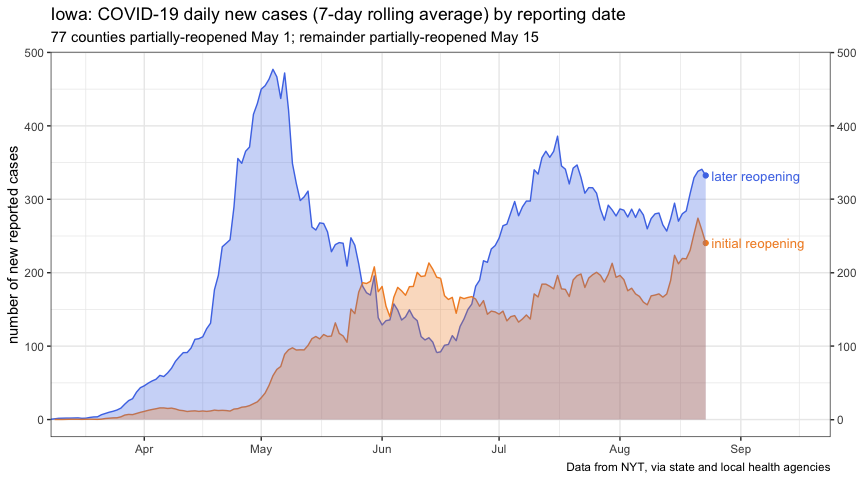 Iowa: COVID-19 daily new cases (7-day rolling average) by reporting date
77 counties partially-reopened May 1; remainder partially-reopened May 15
500
500
400
400
300
300
200
200
100
100
0
0
number of new reported cases
later reopening
initial reopening
Apr
May
Jun
Jul
Aug
Sep
Data from NYT, via state and local health agencies